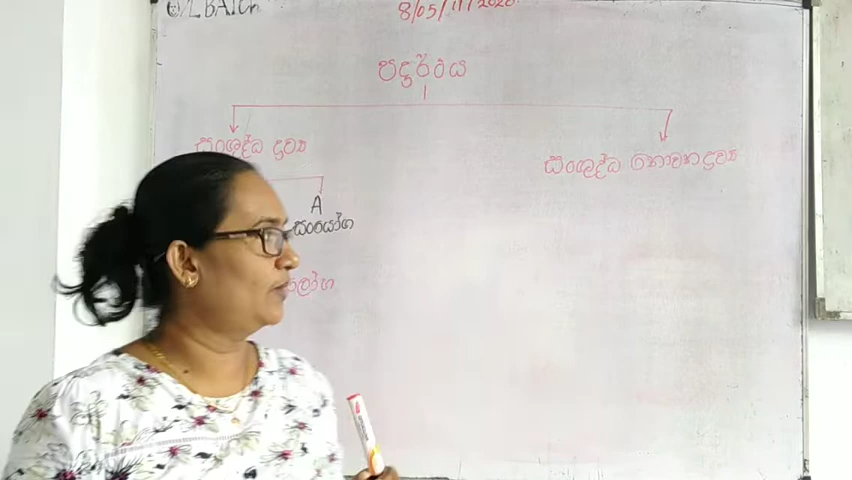 O/L BATCH
8/05/11/2020
පදාර්ථය
සංශුද්ධ ද්‍රව්‍ය
සංශුද්ධ නොවන ද්‍රව්‍ය
A
සංයෝග